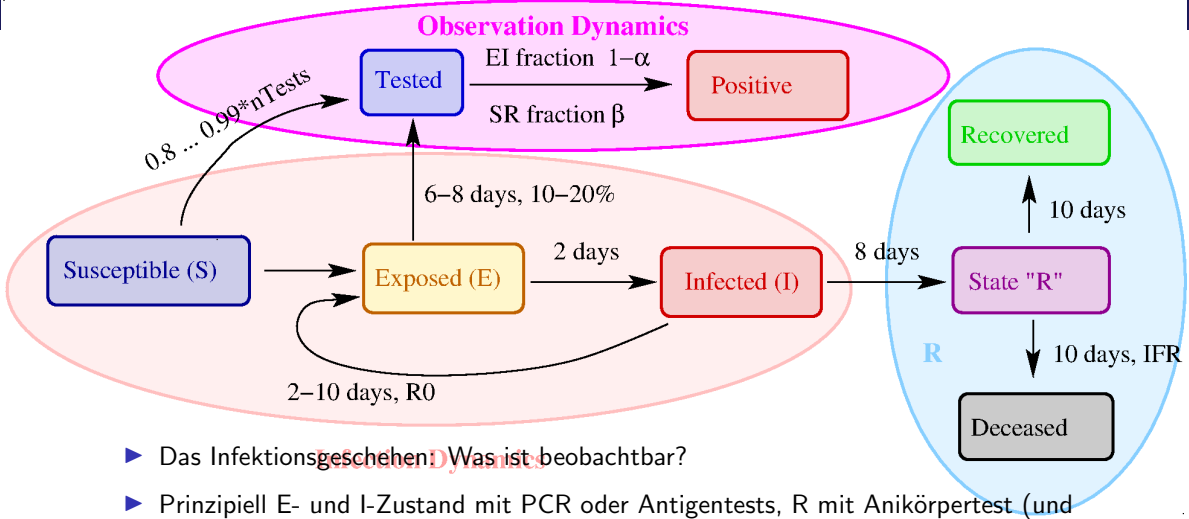 Observation Dynamics
0.8 ... 0.99*nTests
Tested
EI fraction 1−α
SR fraction β
Positive
Recovered
6−8 days, 10−20%
10 days
Susceptible (S)
Exposed (E)
2 days
Infected (I)
8 days
State "R"
R
10 days, IFR
2−10 days, R0
Deceased
Infection Dynamics
▶ Das Infektionsgeschehen: Was ist beobachtbar?
▶ Prinzipiell E- und I-Zustand mit PCR oder Antigentests, R mit Anikörpertest (und